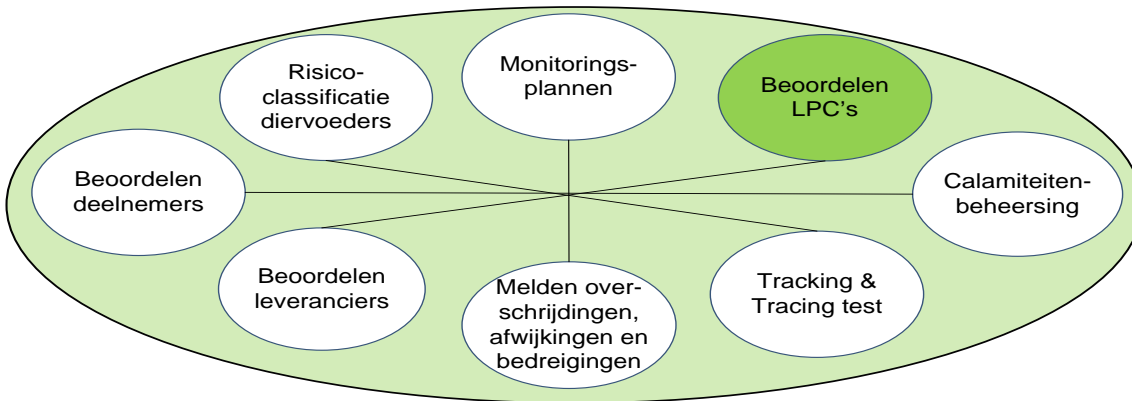 Risico-
classificatie
diervoeders
Monitorings-
plannen
Beoordelen
LPC's
Beoordelen
deelnemers
Calamiteiten-
beheersing
Beoordelen
leveranciers
Melden over-
schrijdingen,
afwijkingen en
bedreigingen
Tracking &
Tracing test